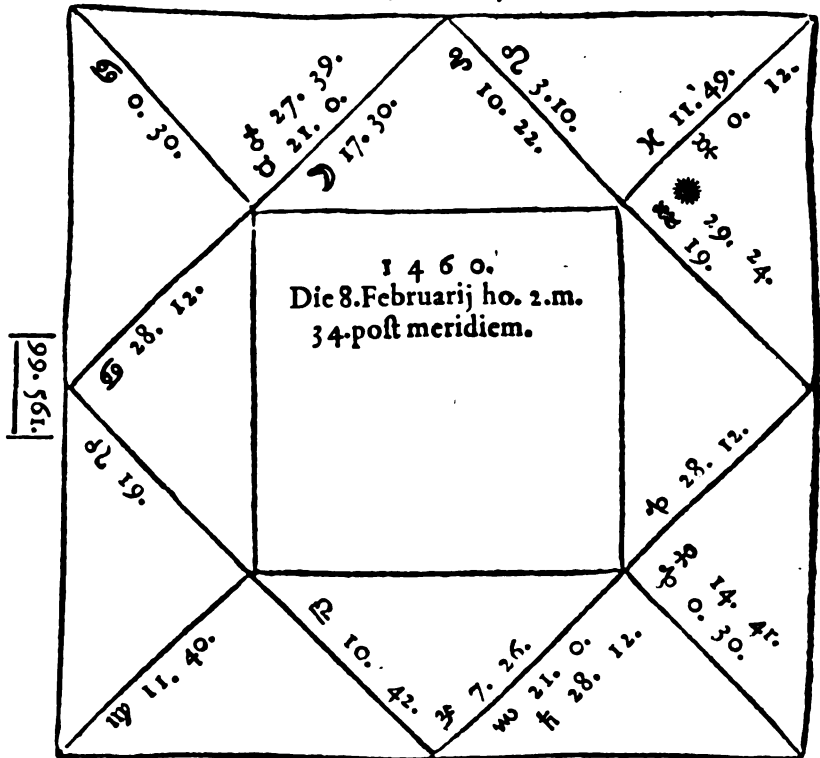 ♋ 0. 30.
♂ 27. 39.
♉ 21. 0.
☽ 17. 30.
♈ 10. 22.
☊ 3. 10.
♓ 11. 49.
☿ 0. 12.
☉ 29. 24.
♒ 19.
1 4 6 0.
Die 8. Februarij ho. 2. m.
34. poſt meridiem.
♋ 28. 12.
99. 561.
♌ 19.
♍ 11. 40.
♎ 10. 42.
♃ 7. 26.
♏ 21. 0.
♄ 28. 12.
♑ 28. 12.
♀ 14. 41.
♑ 0. 30.